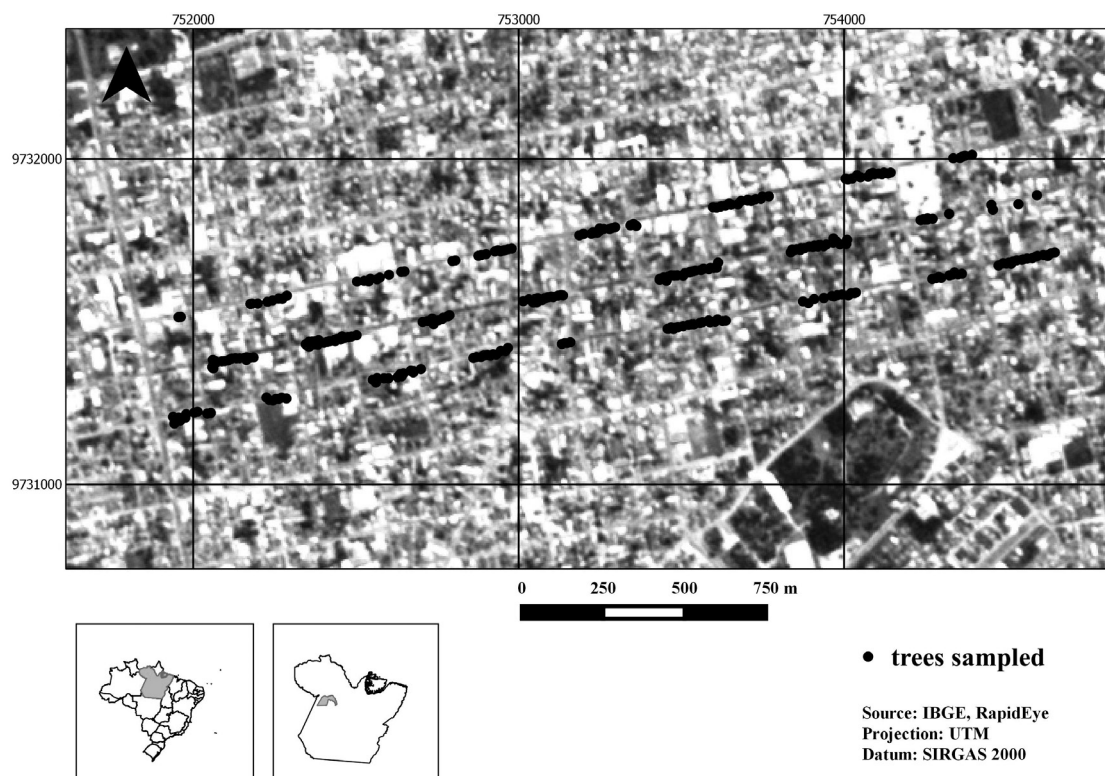 752000 753000 754000
9732000
9731000
0 250 500 750 m
trees sampled
Source: IBGE, RapidEye
Projection: UTM
Datum: SIRGAS 2000